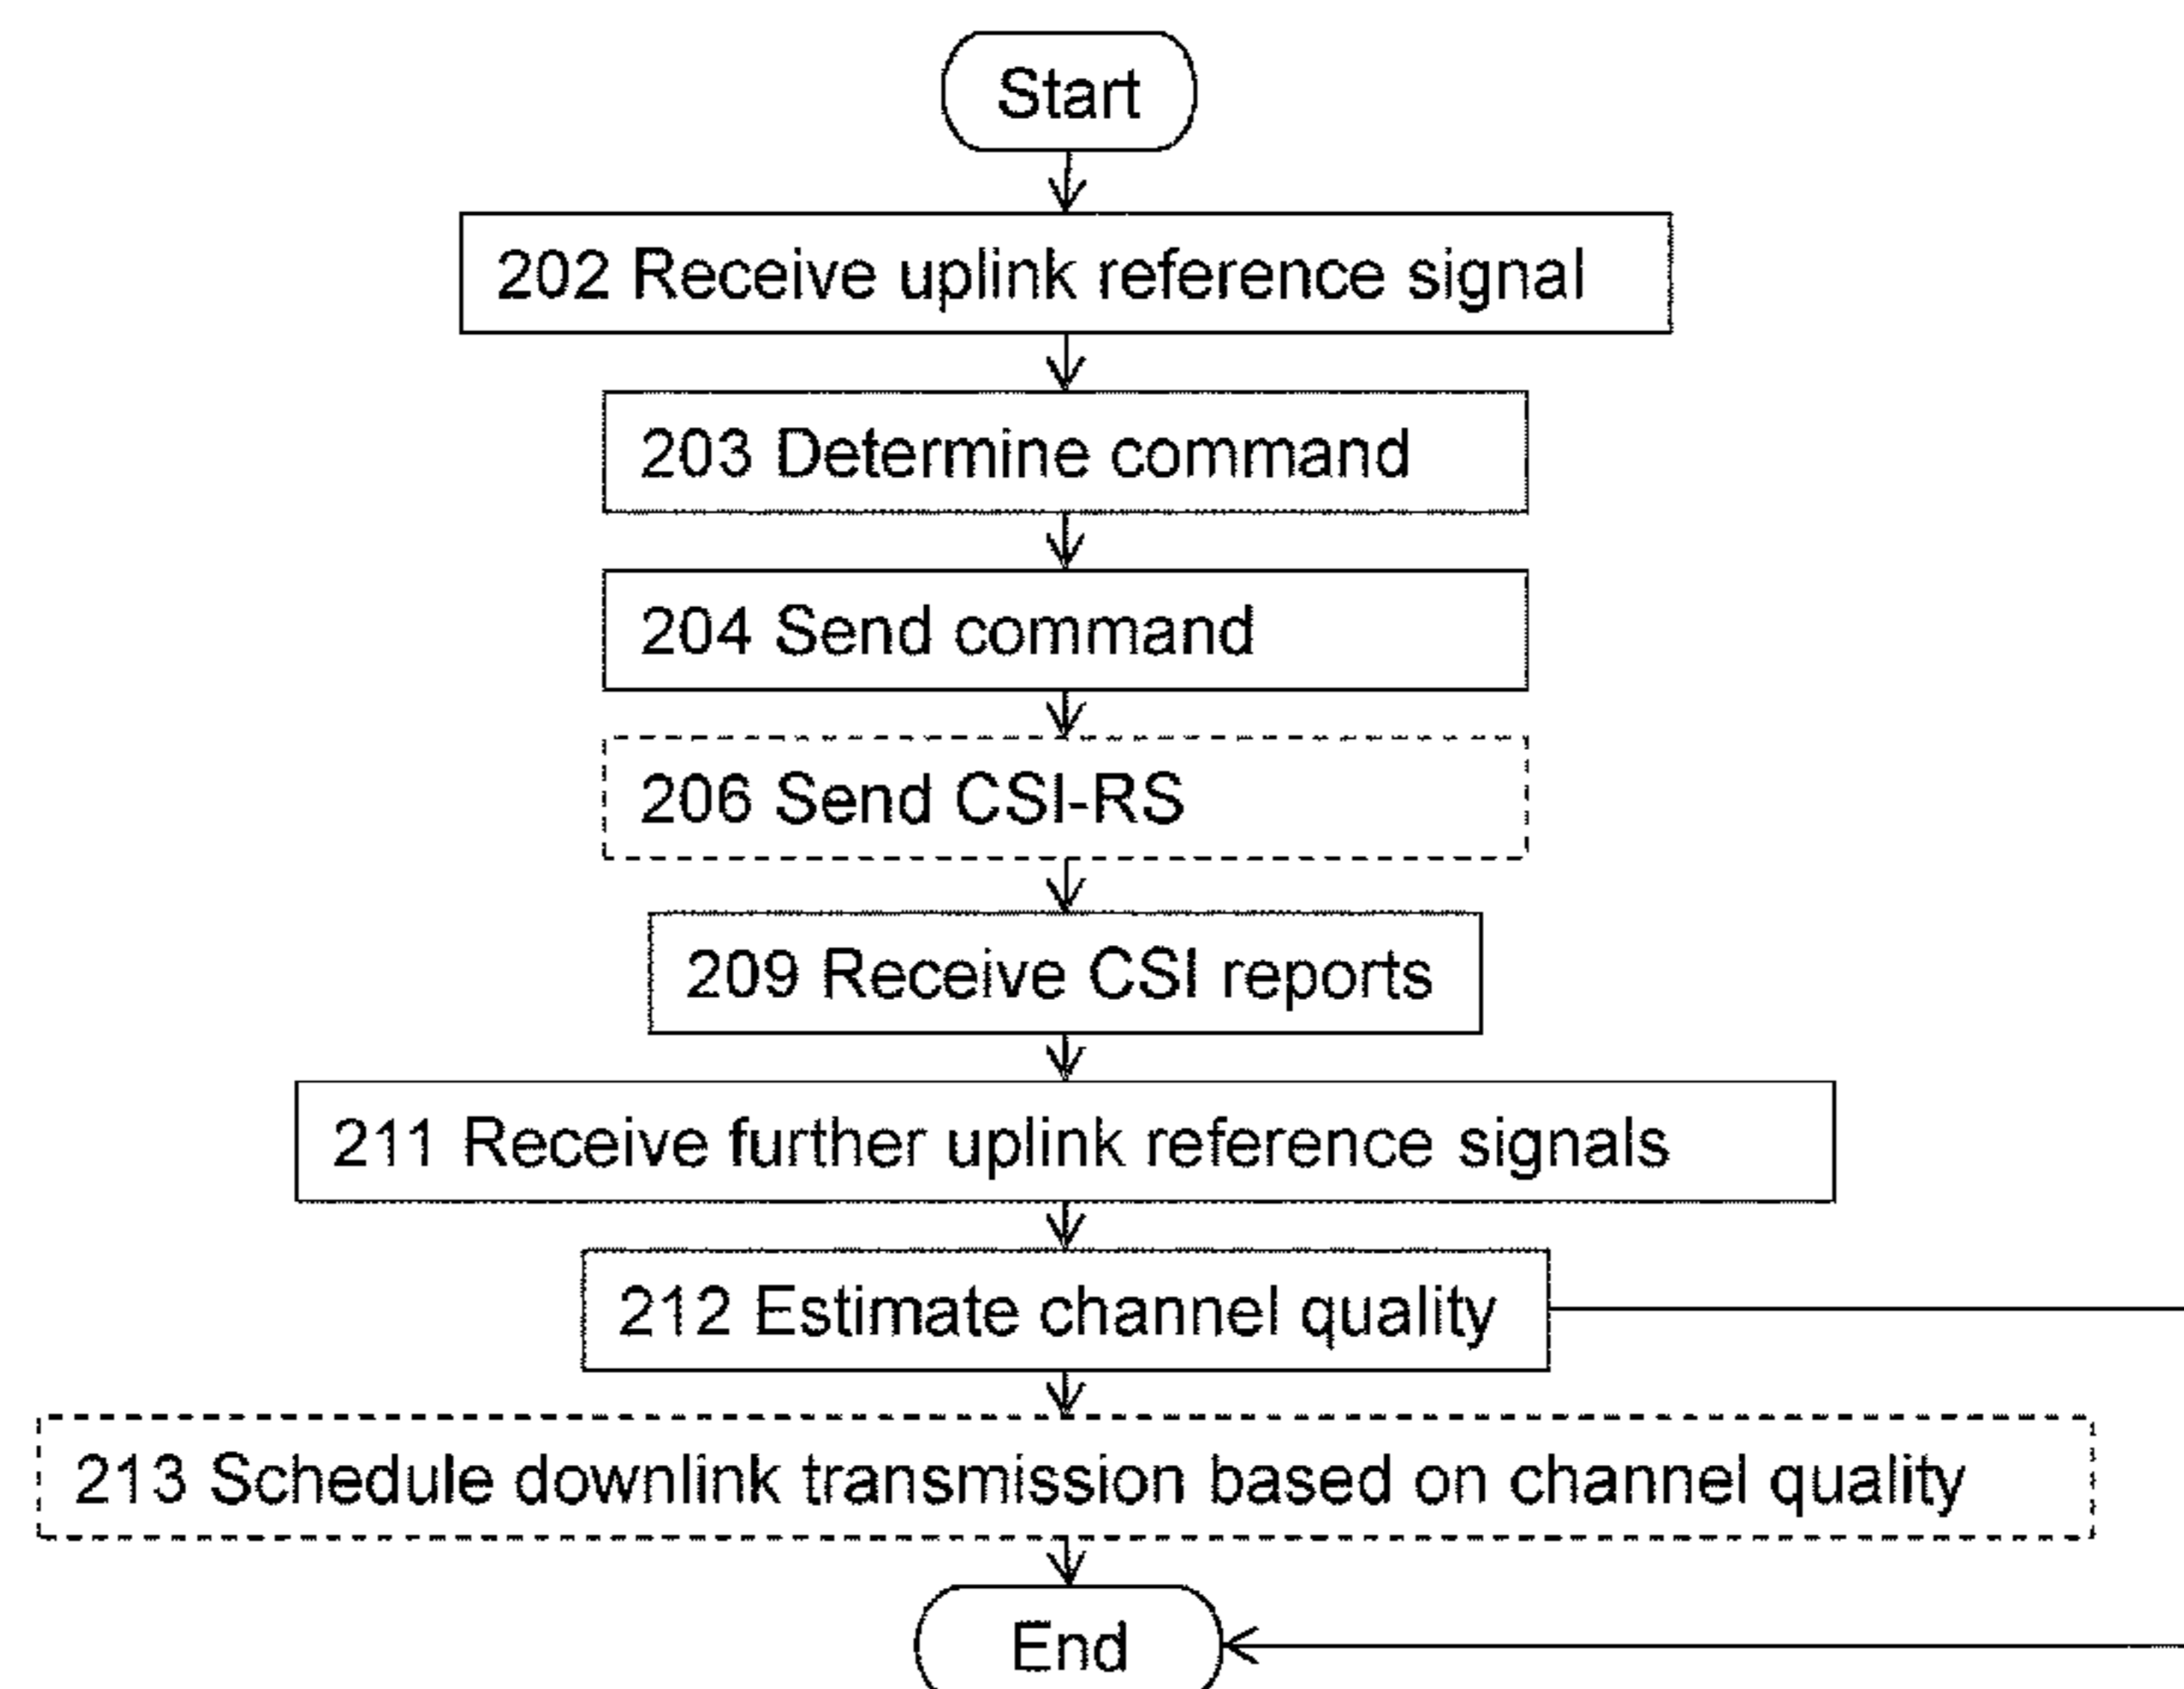 Start
202 Receive uplink reference signal
203 Determine command
204 Send command
206 Send CSI-RS
209 Receive CSI reports
211 Receive further uplink reference signals
212 Estimate channel quality
213 Schedule downlink transmission based on channel quality
End